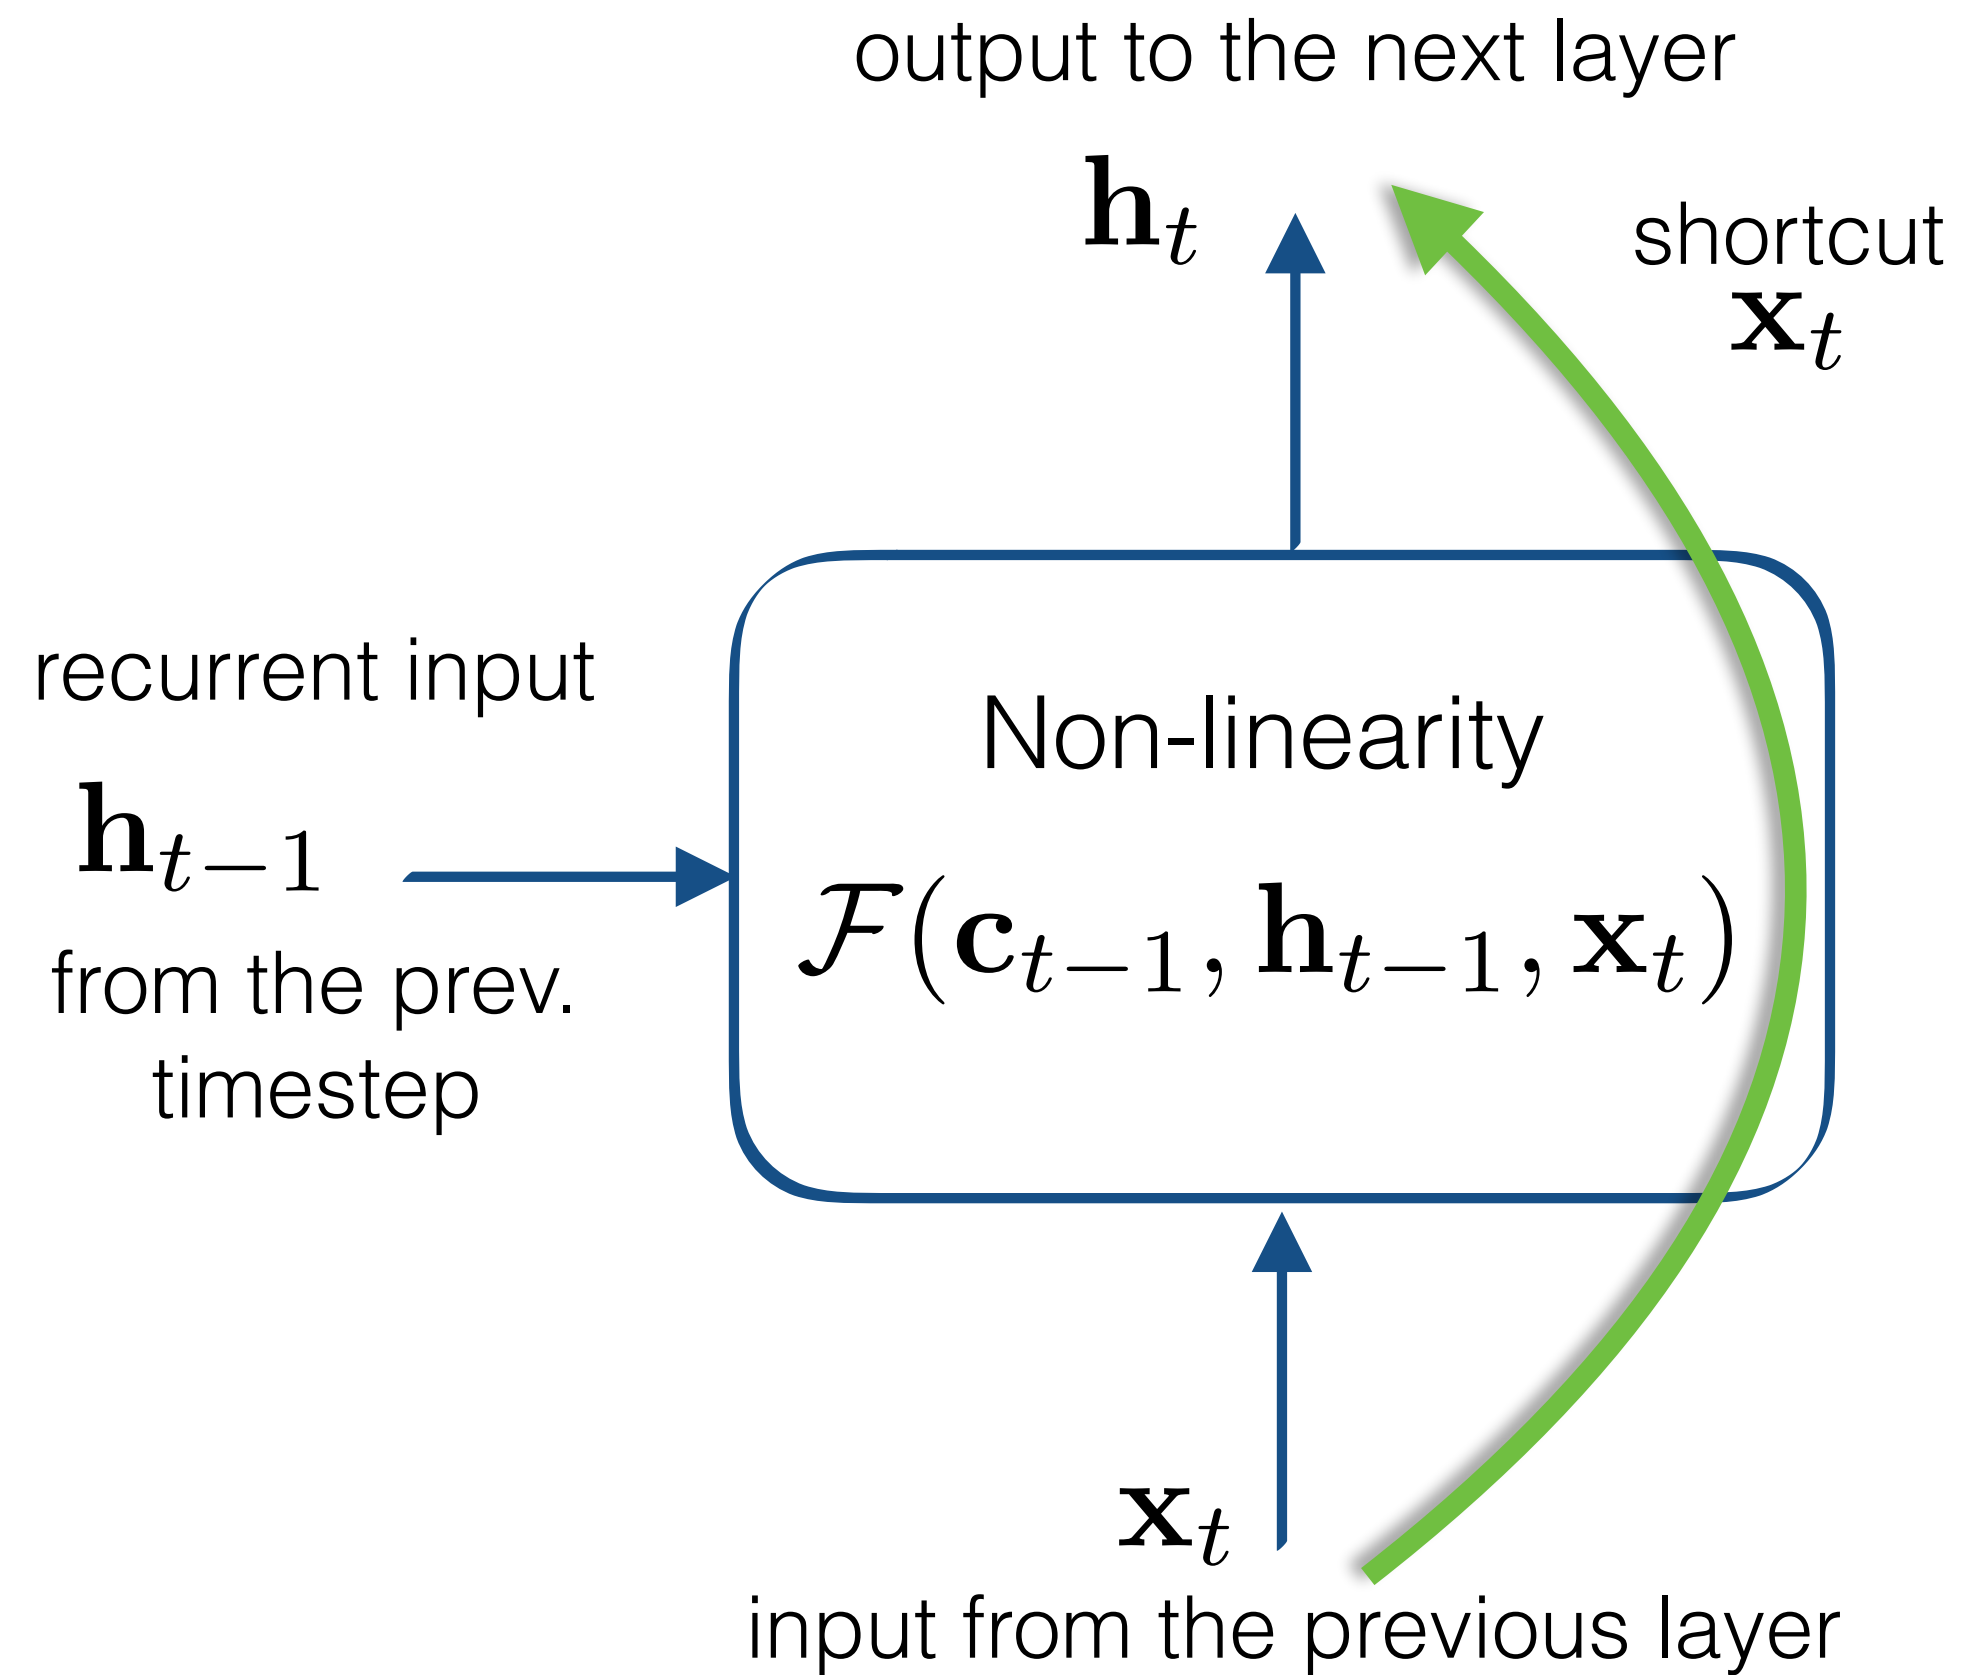 output to the next layer
h_t
shortcut
x_t
recurrent input
h_{t-1}
from the prev.
timestep
Non-linearity
\mathcal{F}(c_{t-1}, h_{t-1}, x_t)
x_t
input from the previous layer